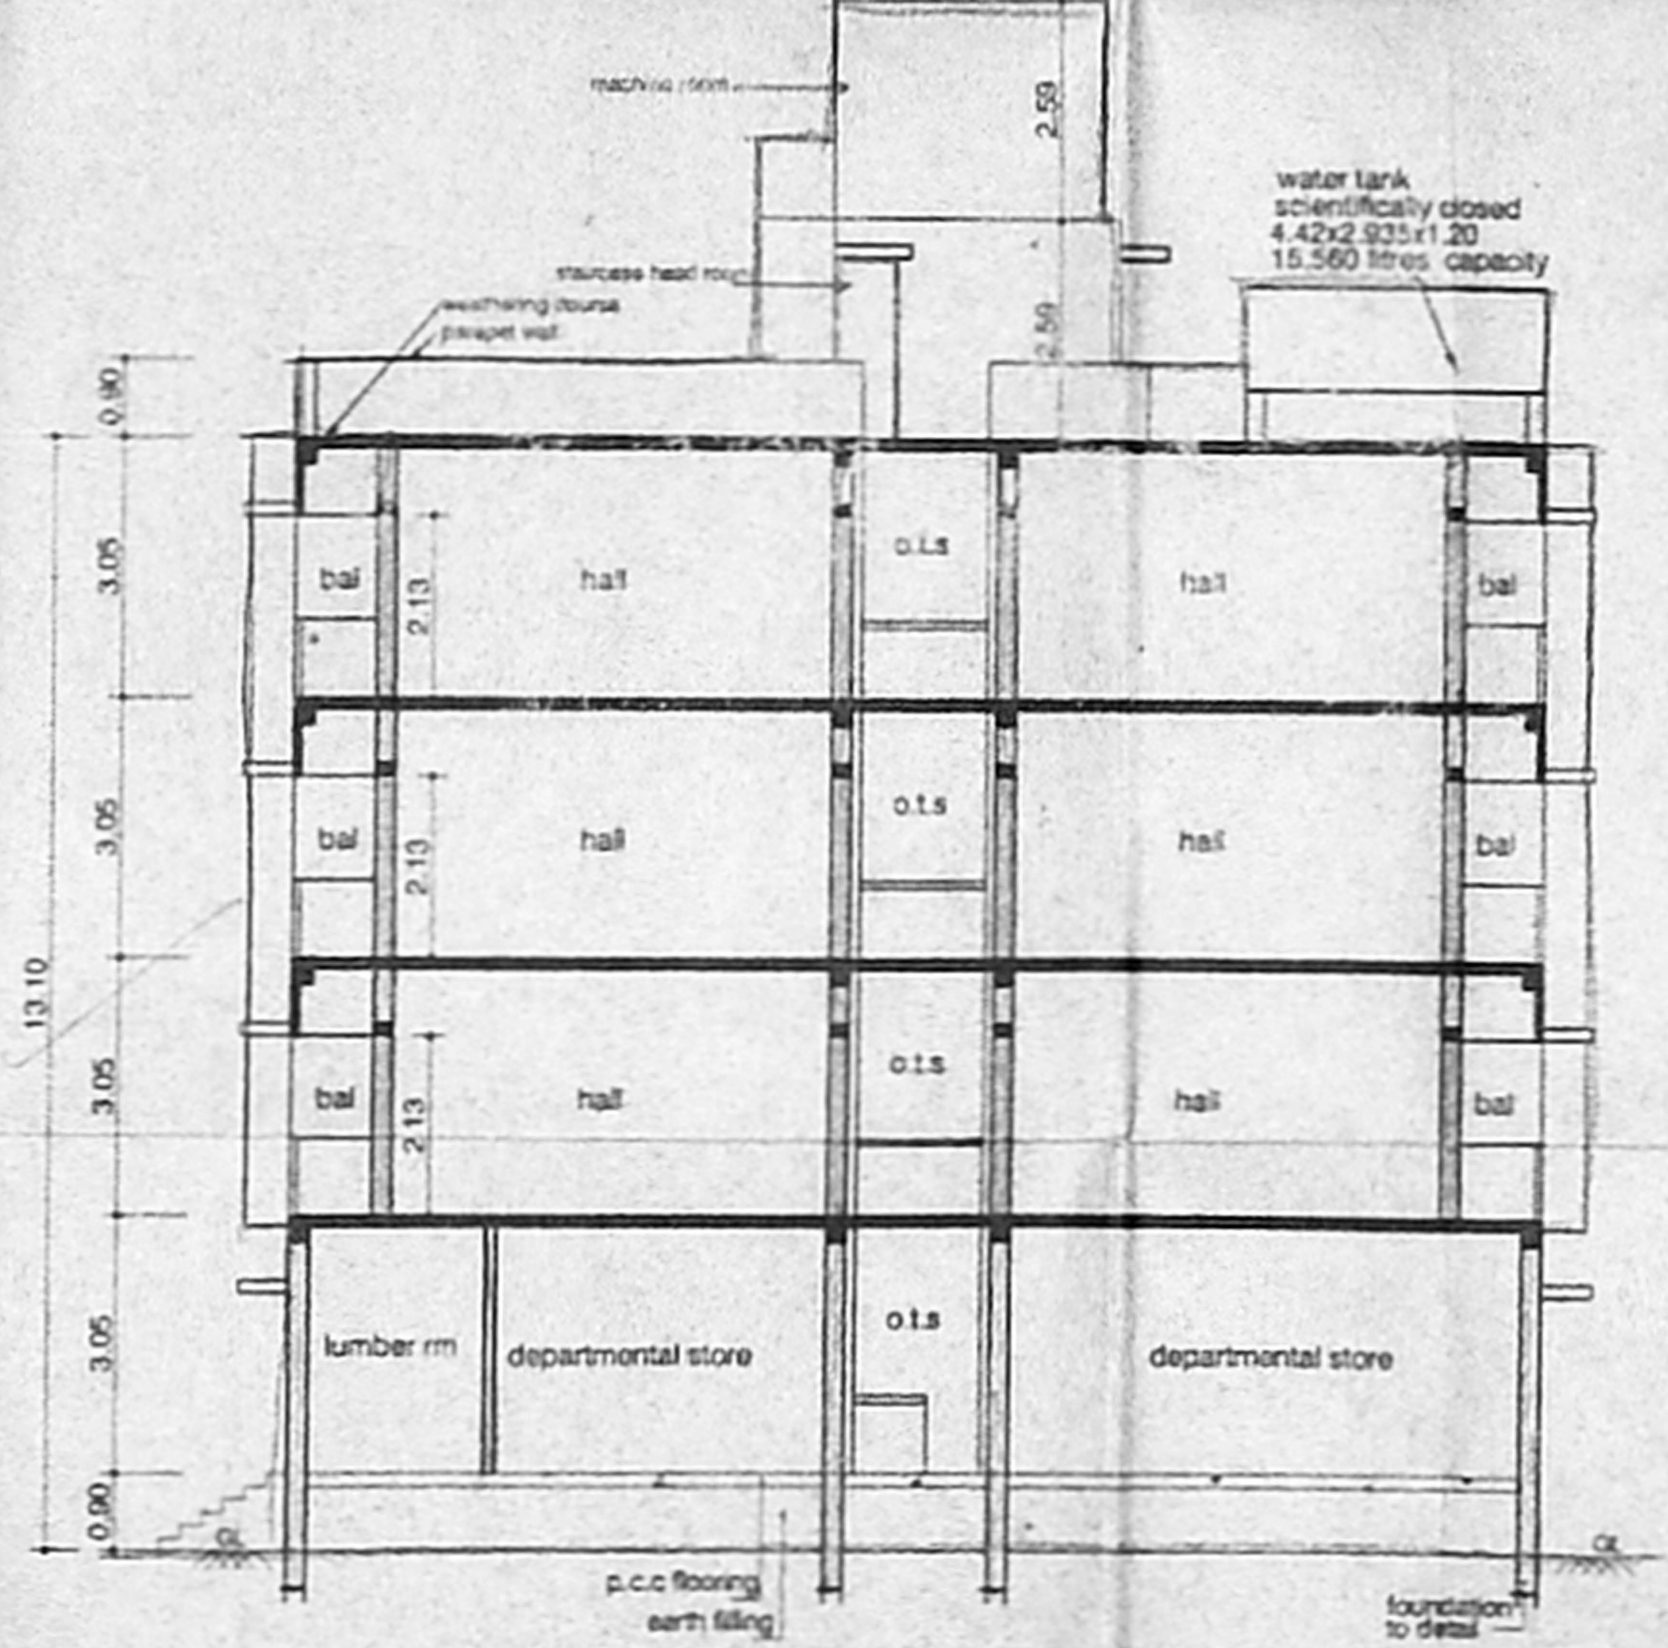 machine room
2.59
water tank
scientifically closed
4.42x2.935x1.20
15.560 litres capacity
staircase head room
weathering course
parapet wall
2.59
0.90
3.05
bal
2.13
hall
o.t.s
hall
bal
3.05
bal
2.13
hall
o.t.s
hall
bal
13.10
3.05
bal
2.13
hall
o.t.s
hall
bal
3.05
lumber rm
departmental store
o.t.s
departmental store
0.90
p.c.c flooring
earth filling
foundation
to detail